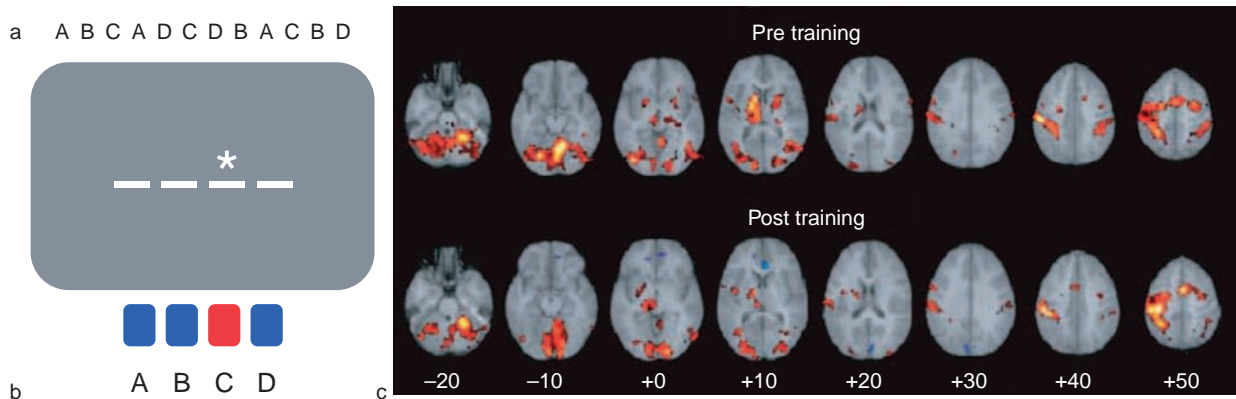 a A B C A D C D B A C B D
*
b A B C D
c
Pre training
Post training
–20 –10 +0 +10 +20 +30 +40 +50